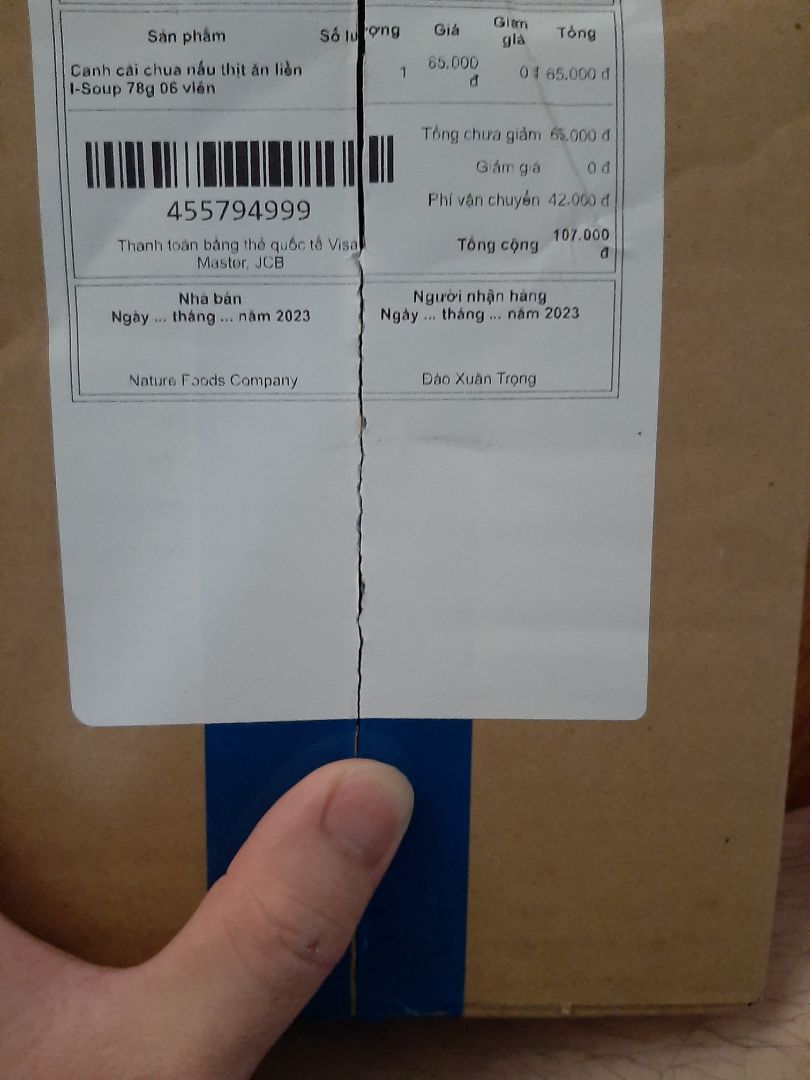 Sản phẩm Số lượng Giá Giảm giá Tổng
Canh cải chua nấu thịt ăn liền
I-Soup 78g 06 viên
1 65.000 đ 0 đ 65.000 đ
Tổng chưa giảm 65.000 đ
Giảm giá 0 đ
Phí vận chuyển 42.000 đ
Tổng cộng 107.000 đ
455794999
Thanh toán bằng thẻ quốc tế Visa
Master, JCB
Nhà bán
Ngày ... tháng ... năm 2023
Nature Foods Company
Người nhận hàng
Ngày ... tháng ... năm 2023
Đào Xuân Trọng